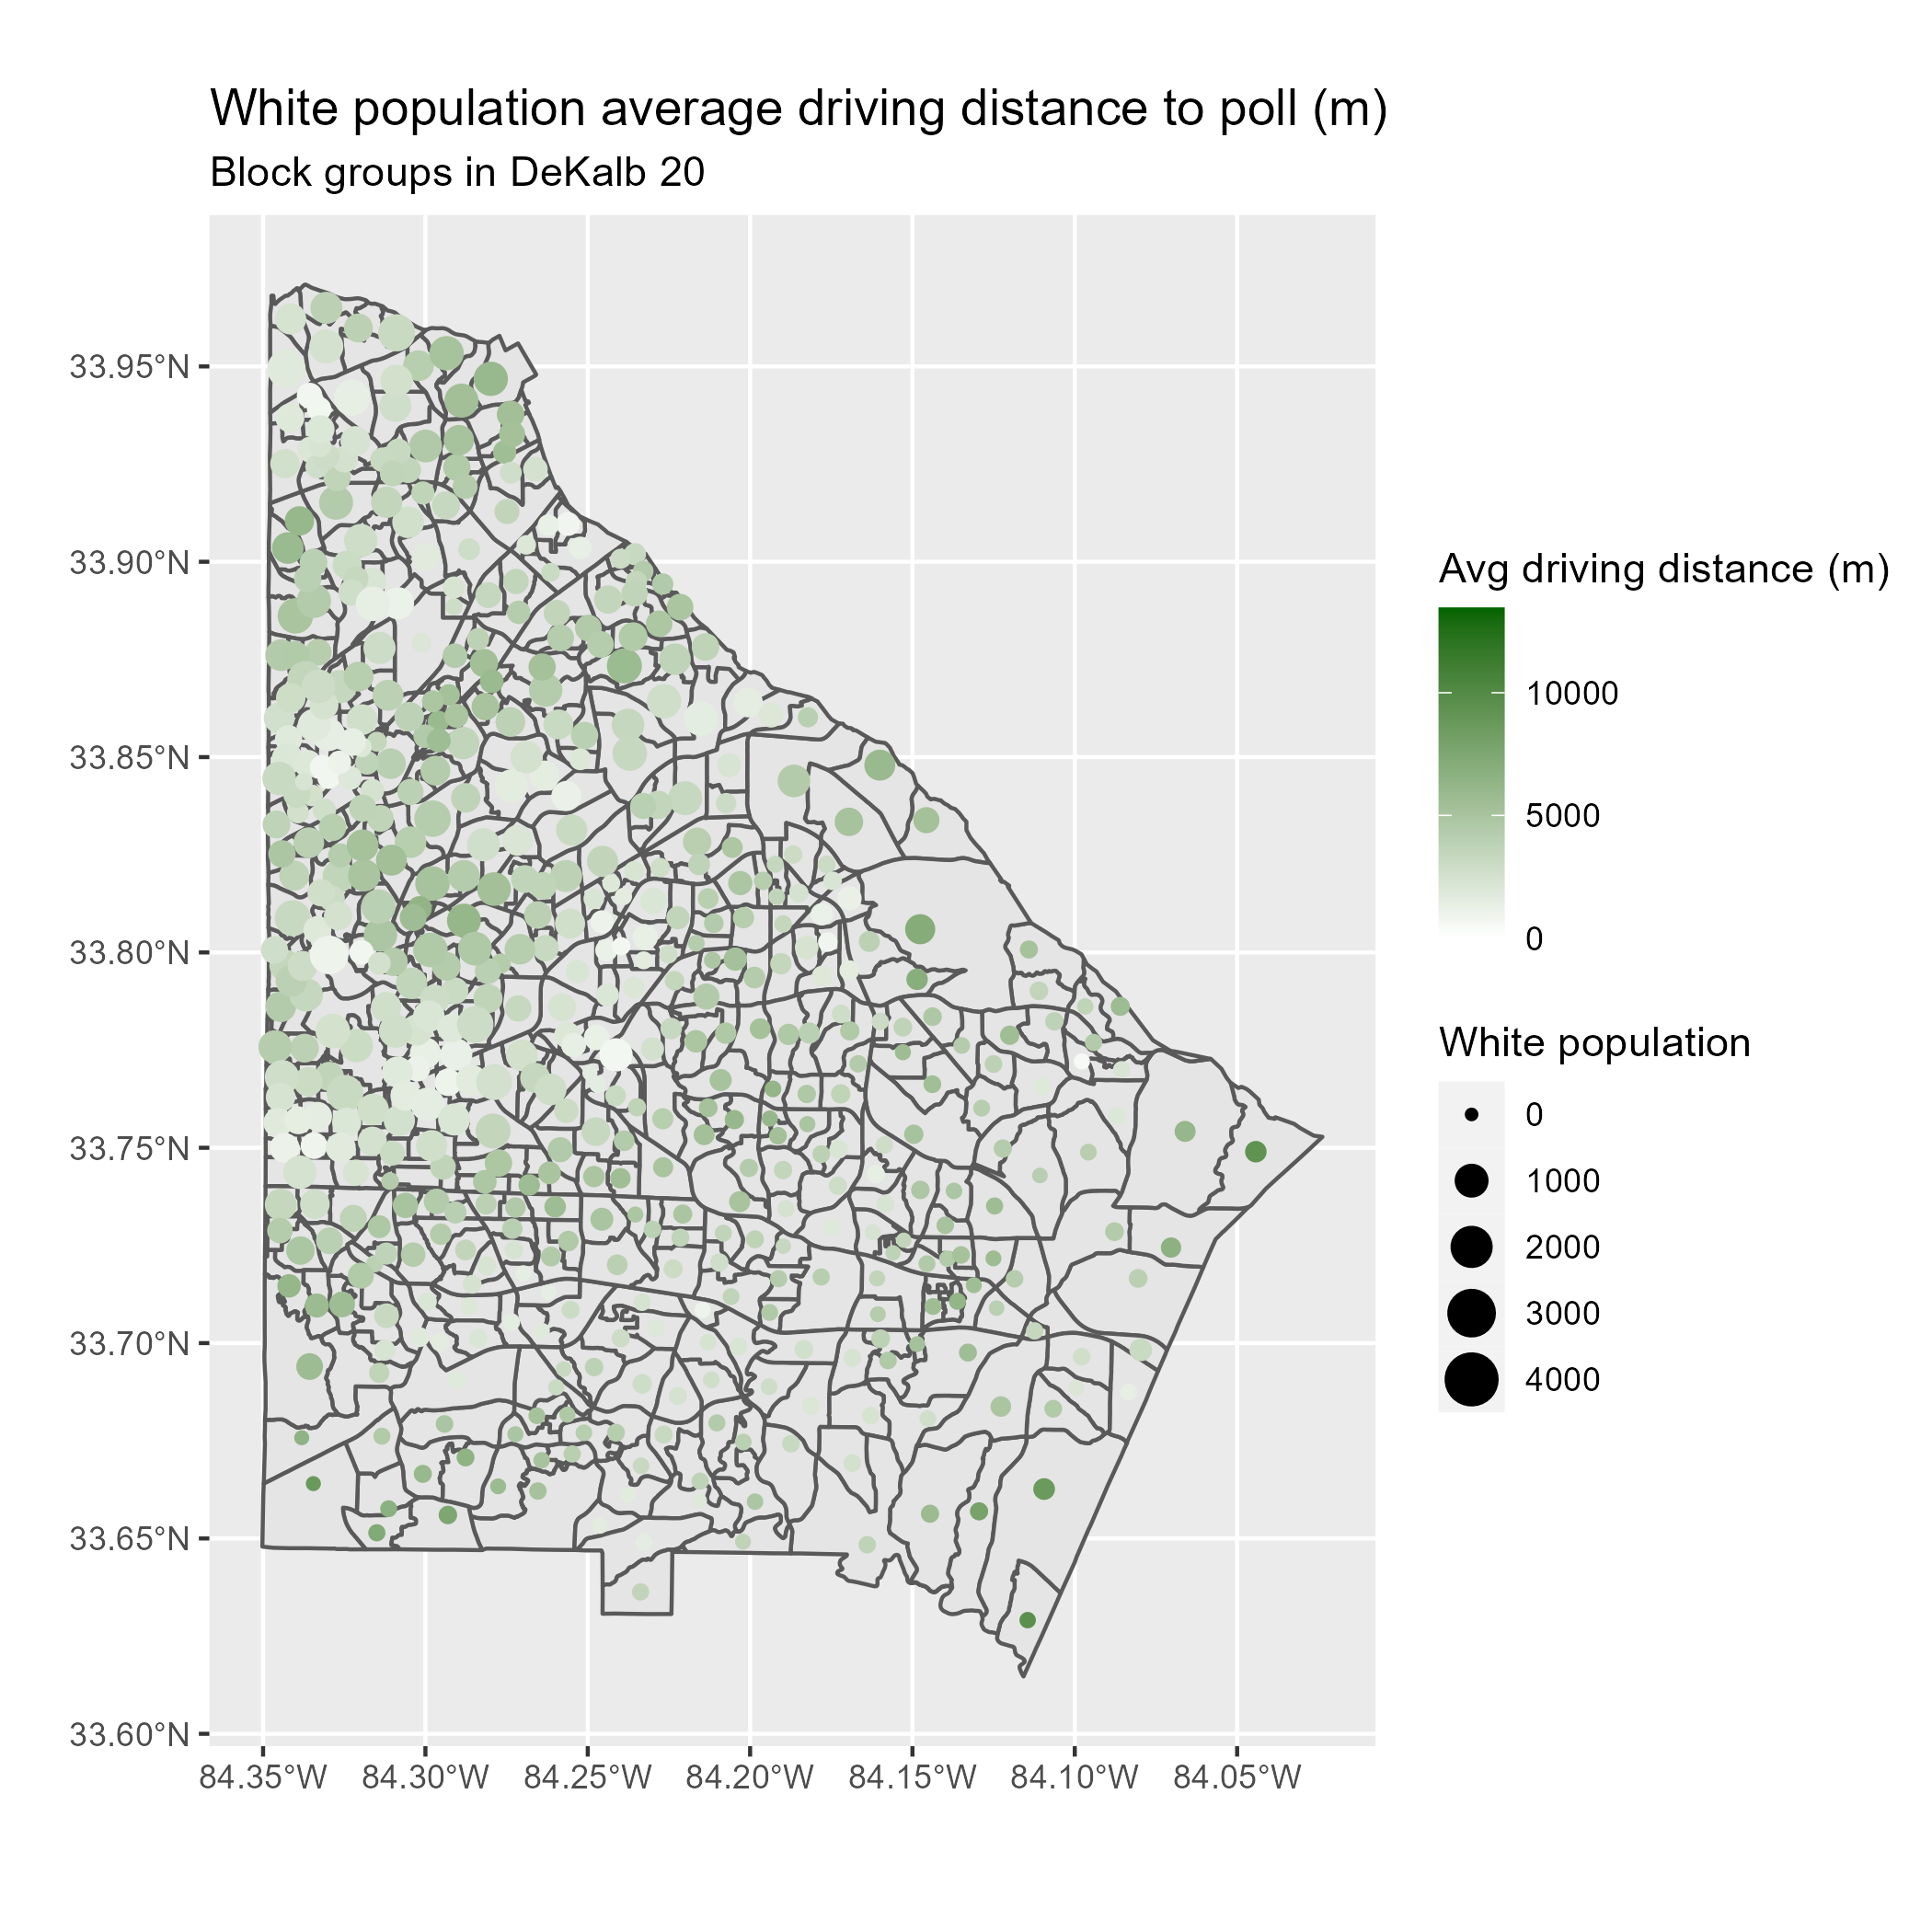 White population average driving distance to poll (m)
Block groups in DeKalb 20
33.95°N
33.90°N
33.85°N
33.80°N
33.75°N
33.70°N
33.65°N
33.60°N
84.35°W 84.30°W 84.25°W 84.20°W 84.15°W 84.10°W 84.05°W
Avg driving distance (m)
10000
5000
0
White population
0
1000
2000
3000
4000